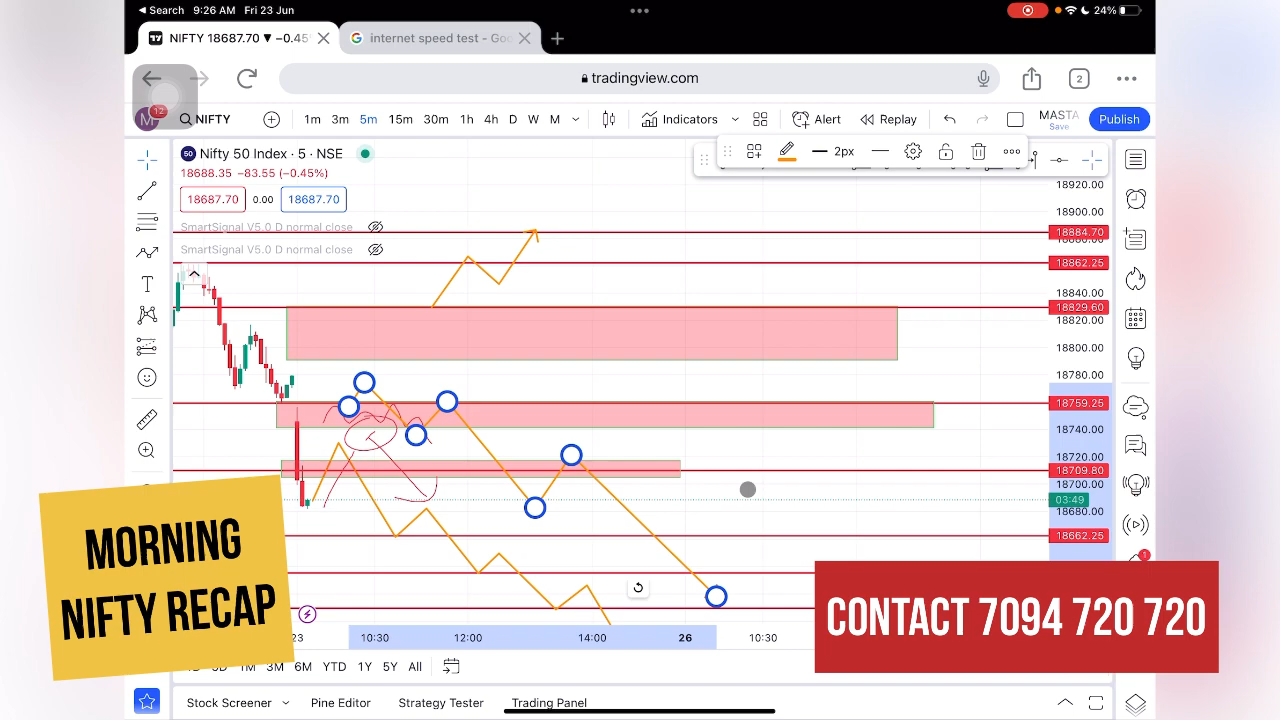 Search 9:26 AM Fri 23 Jun 24%
NIFTY 18687.70 ▼ −0.45 internet speed test - Goo
tradingview.com 2
M 12 NIFTY 1m 3m 5m 15m 30m 1h 4h D W M Indicators Alert Replay MASTA Save Publish
50 Nifty 50 Index · 5 · NSE
2px
18688.35 −83.55 (−0.45%)
18687.70 0.00 18687.70
SmartSignal V5.0 D normal close
SmartSignal V5.0 D normal close
18920.00
18900.00
18884.70
18862.25
18840.00
18829.60
18820.00
18800.00
18780.00
18759.25
18740.00
18720.00
18709.80
18700.00
03:49
18680.00
18662.25
1
MORNING
NIFTY RECAP
CONTACT 7094 720 720
23 10:30 12:00 14:00 26 10:30
1M 3M 6M YTD 1Y 5Y All
Stock Screener Pine Editor Strategy Tester Trading Panel